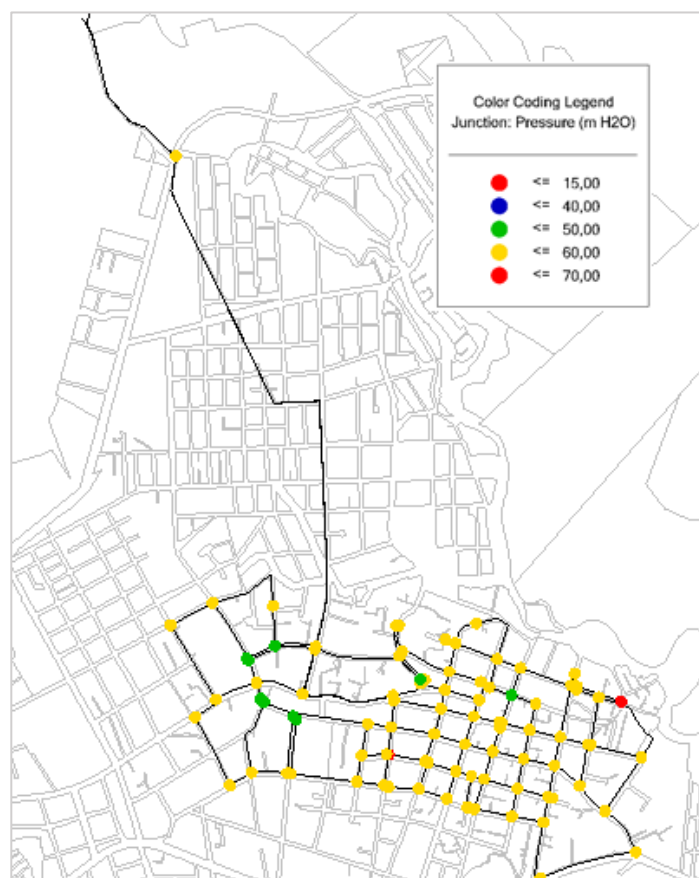 Color Coding Legend
Junction: Pressure (m H2O)
<= 15,00
<= 40,00
<= 50,00
<= 60,00
<= 70,00